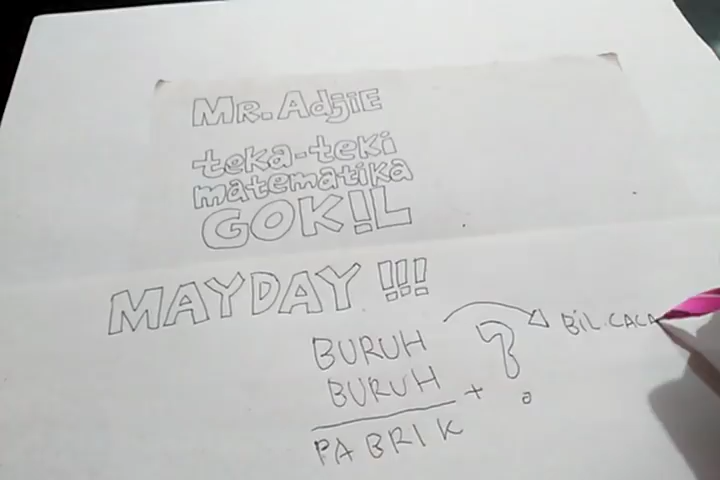 MR. AdjiE
teka-teki
matematika
GOK!L
MAYDAY !!!
BURUH
BURUH +
PABRIK
?
BiL. CACA